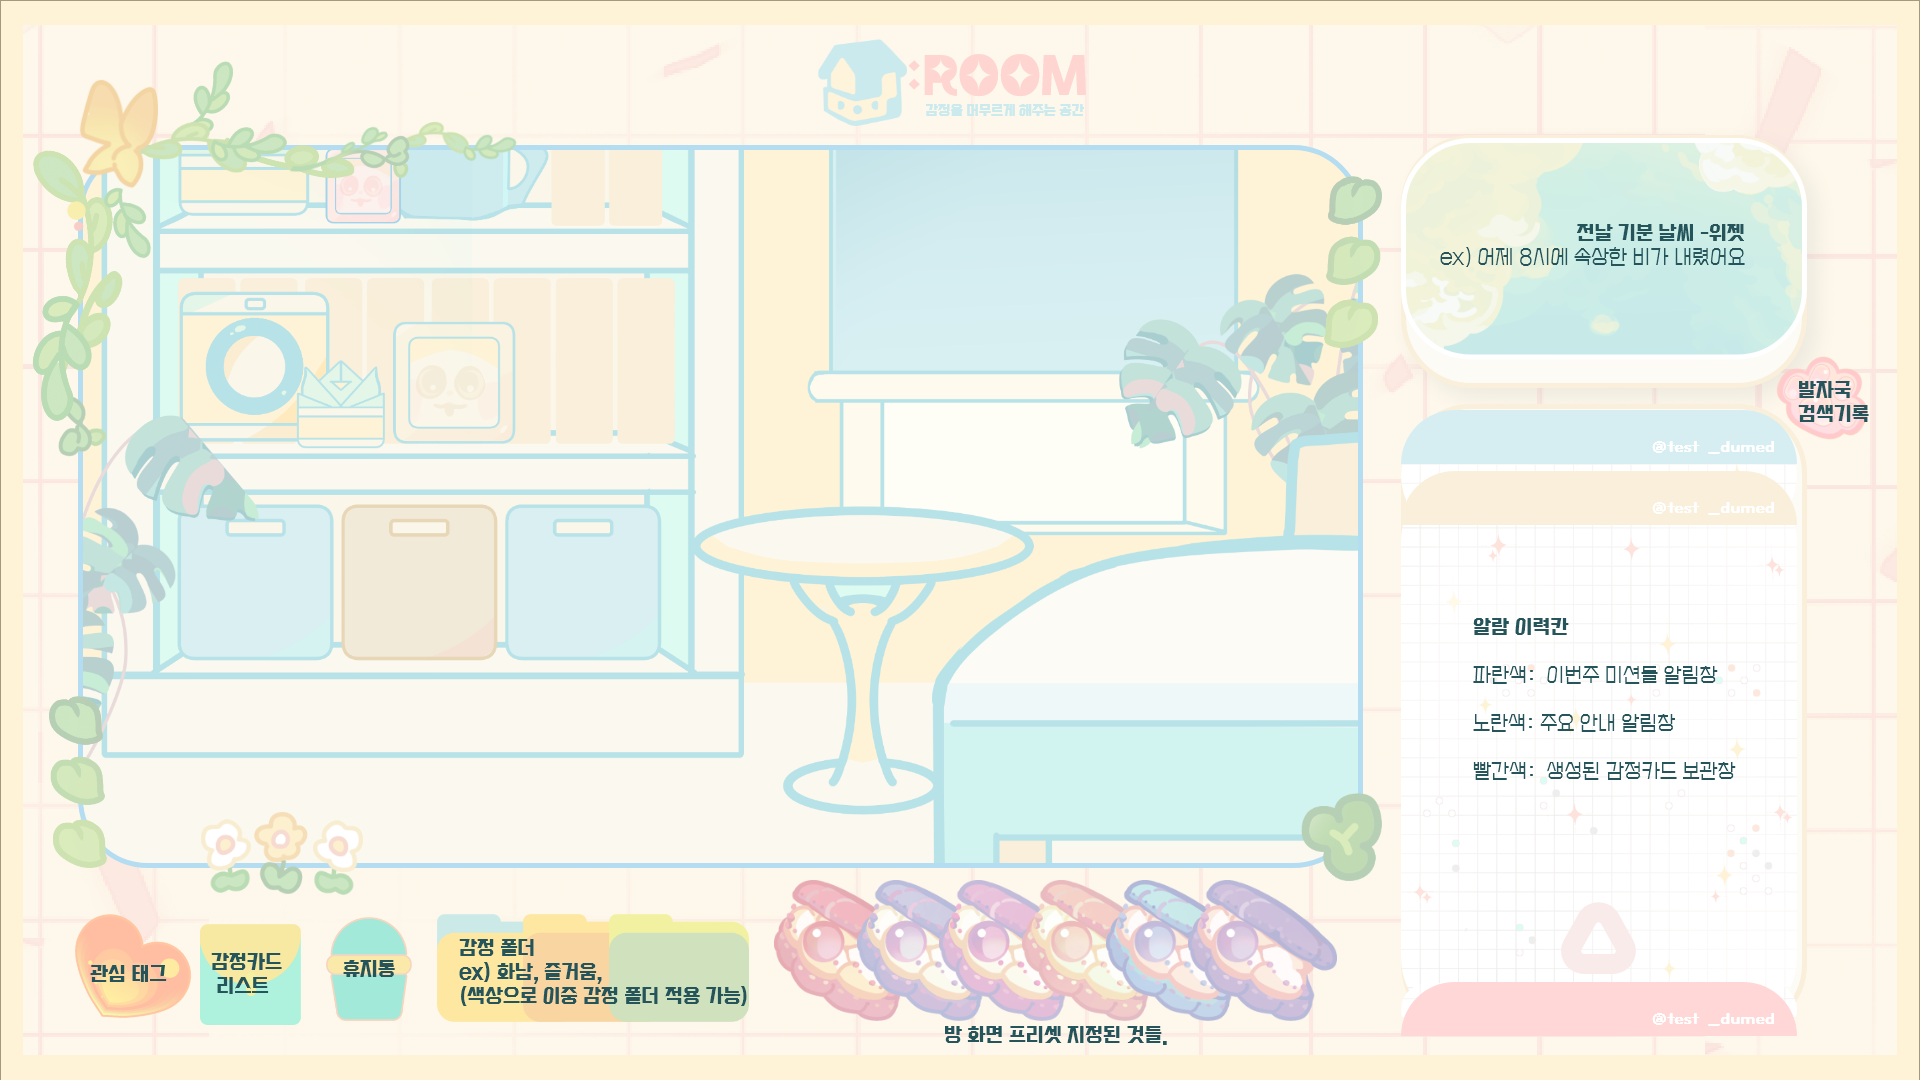 :ROOM
감정을 머무르게 해주는 공간
전날 기분 날씨 -위젯
ex) 어제 8시에 속상한 비가 내렸어요
발자국
검색기록
@test _dumed
@test _dumed
알람 이력칸
파란색: 이번주 미션들 알림창
노란색: 주요 안내 알림창
빨간색: 생성된 감정카드 보관창
@test _dumed
관심 태그
감정카드
리스트
휴지통
감정 폴더
ex) 화남, 즐거움,
(색상으로 이중 감정 폴더 적용 가능)
방 화면 프리셋 지정된 것들.